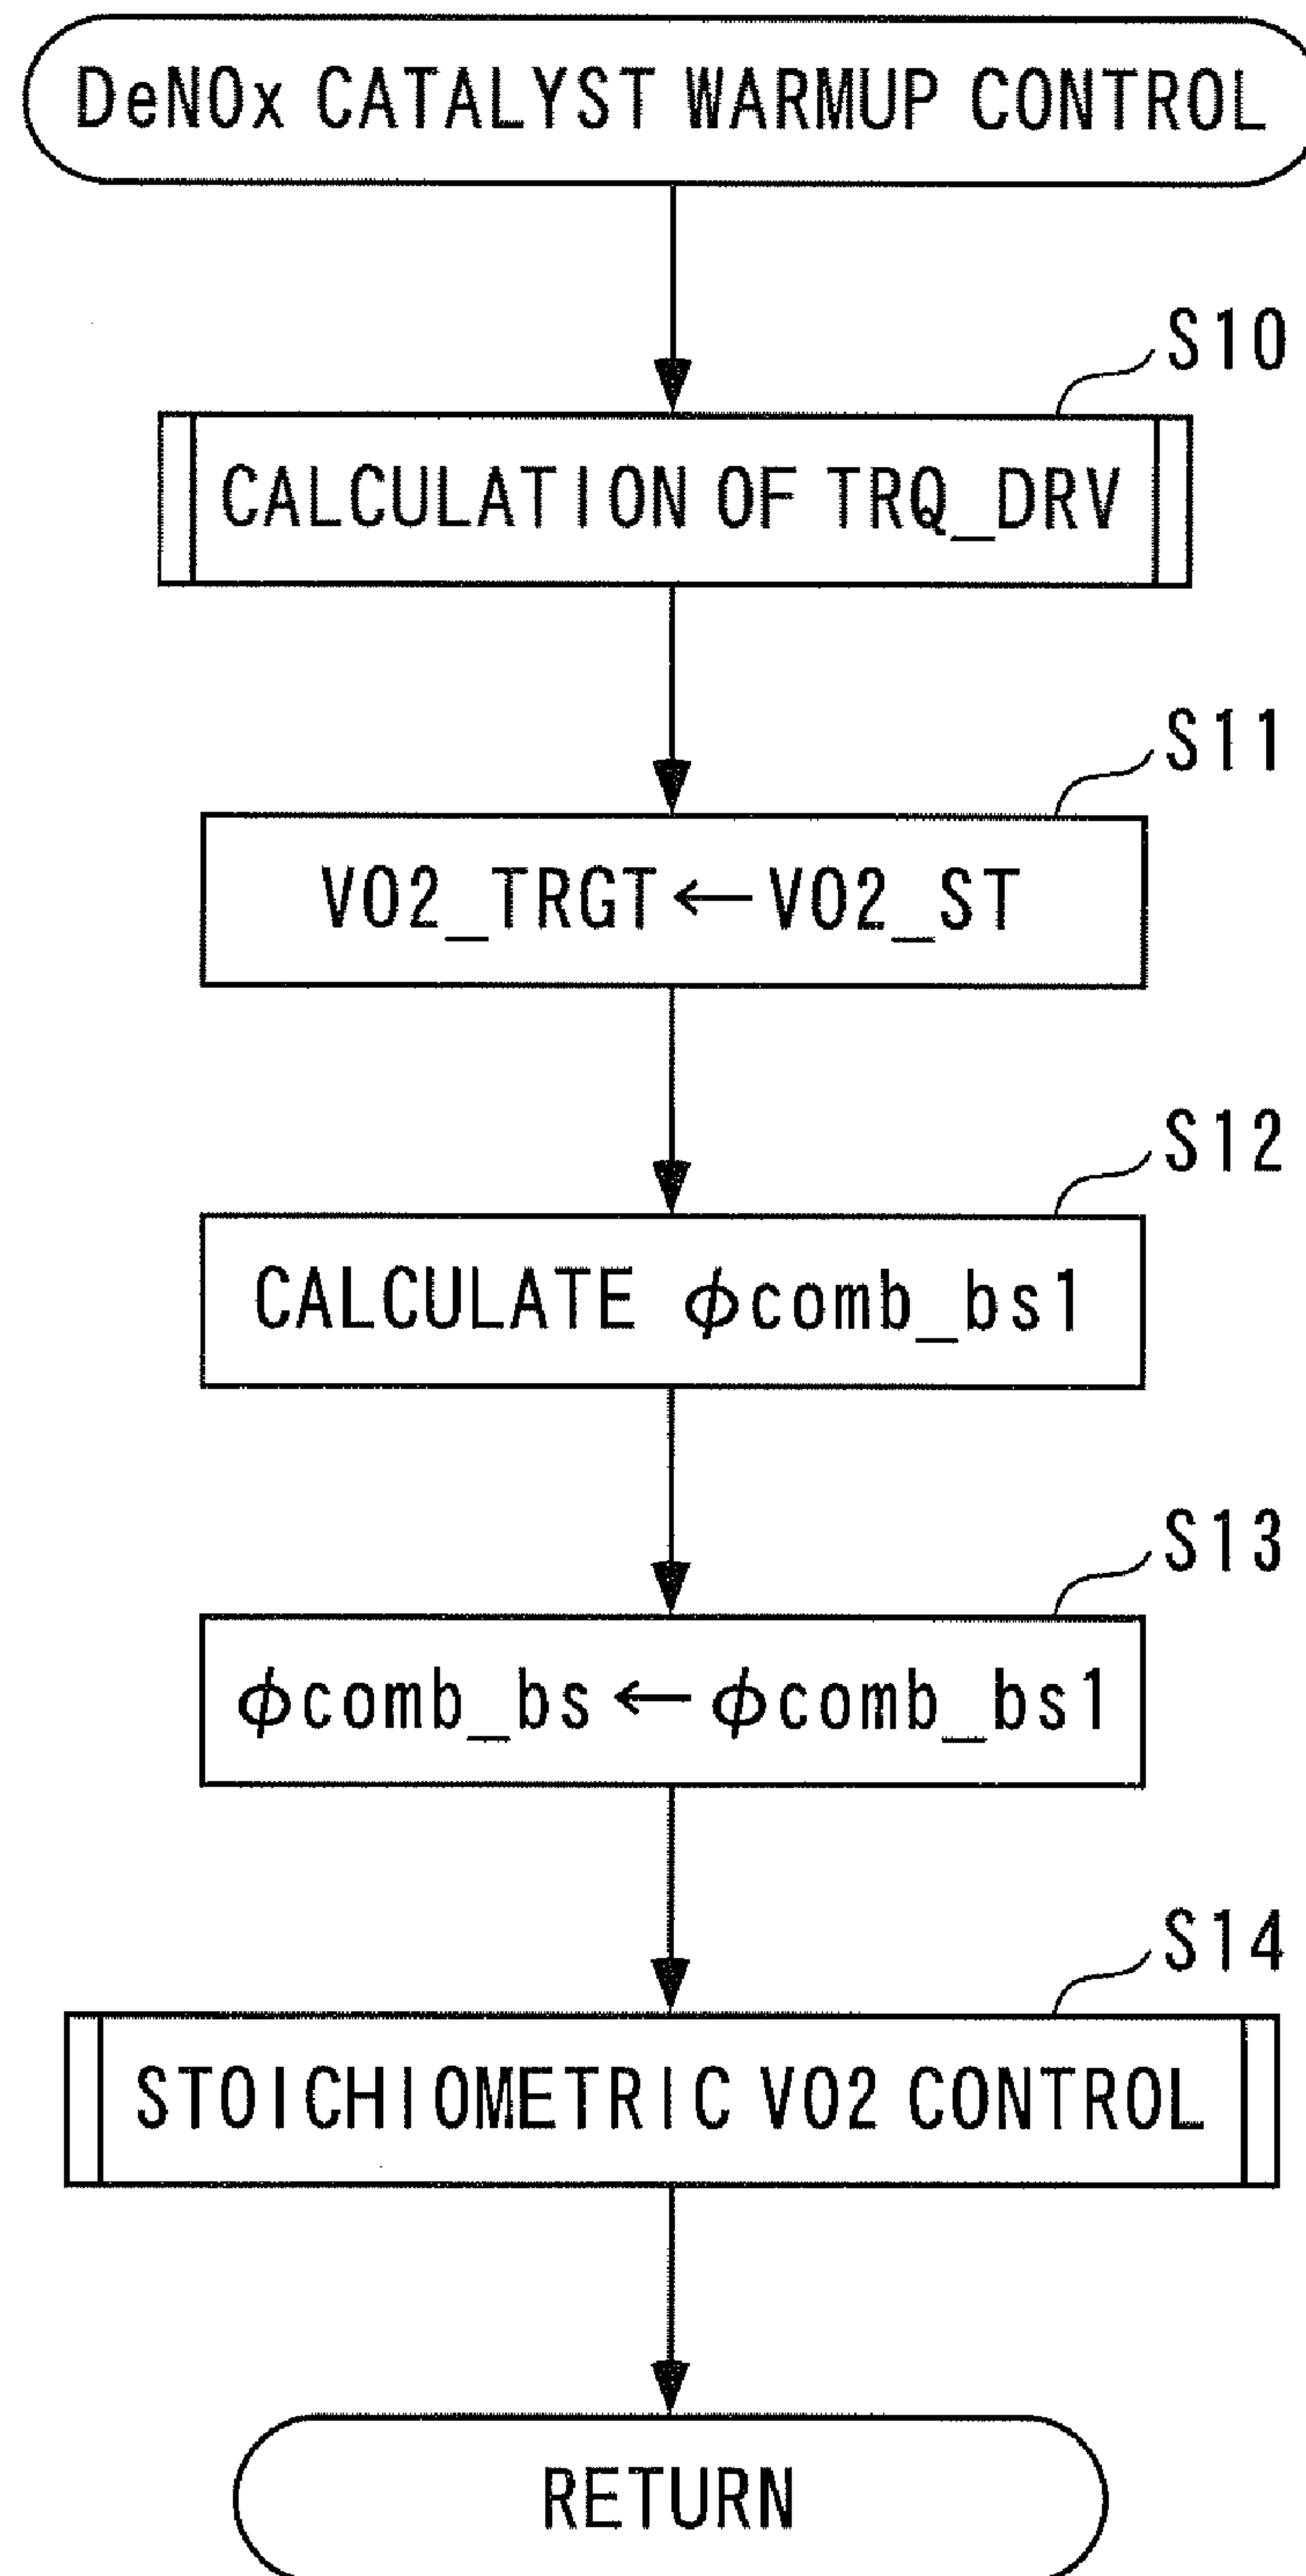 DeNOx CATALYST WARMUP CONTROL
S10
CALCULATION OF TRQ_DRV
S11
VO2_TRGT ← VO2_ST
S12
CALCULATE ϕcomb_bs1
S13
ϕcomb_bs ← ϕcomb_bs1
S14
STOICHIOMETRIC VO2 CONTROL
RETURN